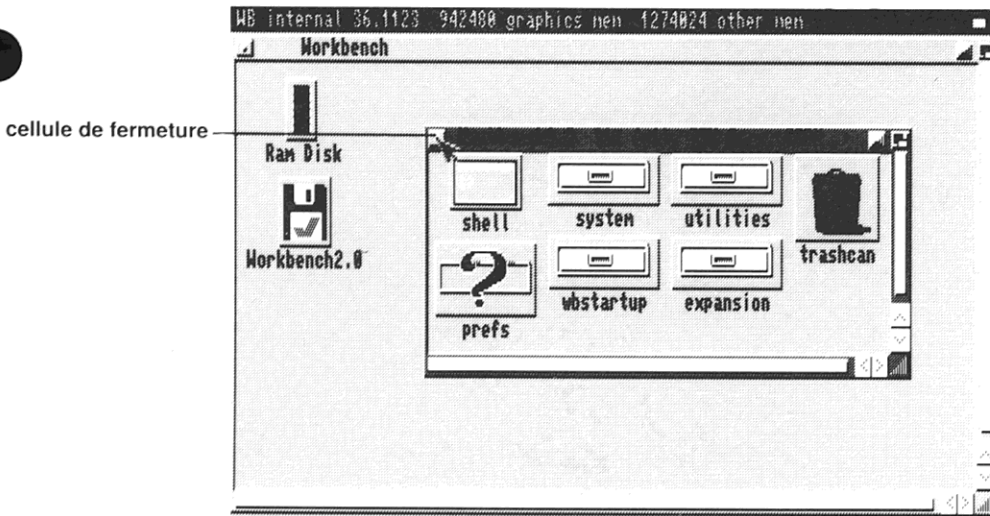 WB internal 36.1123 942480 graphics mem 1274024 other mem
Workbench
cellule de fermeture
Ram Disk
shell
system
utilities
trashcan
Workbench2.0
prefs
wbstartup
expansion